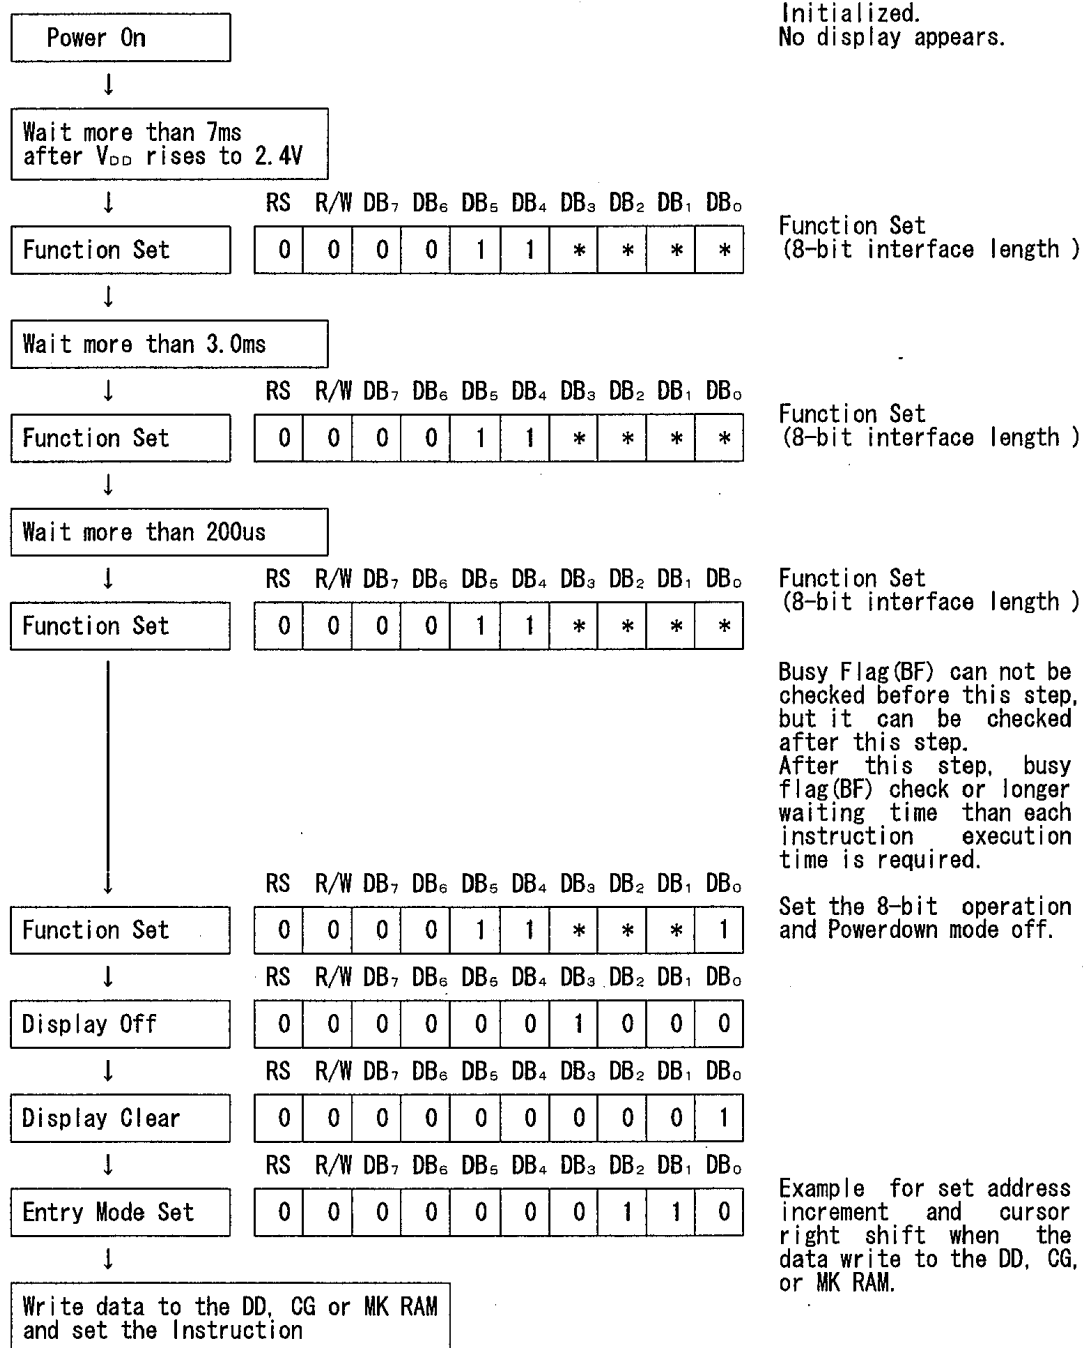 Initialized.
Power On
No display appears.
↓
Wait more than 7ms
after VDD rises to 2.4V
↓ RS R/W DB7 DB6 DB5 DB4 DB3 DB2 DB1 DB0
Function Set 0 0 0 0 1 1 * * * *
Function Set
(8-bit interface length )
↓
Wait more than 3.0ms
↓ RS R/W DB7 DB6 DB5 DB4 DB3 DB2 DB1 DB0
Function Set 0 0 0 0 1 1 * * * *
Function Set
(8-bit interface length )
↓
Wait more than 200us
↓ RS R/W DB7 DB6 DB5 DB4 DB3 DB2 DB1 DB0
Function Set 0 0 0 0 1 1 * * * *
Function Set
(8-bit interface length )
Busy Flag(BF) can not be
checked before this step,
but it can be checked
after this step.
After this step, busy
flag(BF) check or longer
waiting time than each
instruction execution
time is required.
↓ RS R/W DB7 DB6 DB5 DB4 DB3 DB2 DB1 DB0
Function Set 0 0 0 0 1 1 * * * 1
Set the 8-bit operation
and Powerdown mode off.
↓ RS R/W DB7 DB6 DB5 DB4 DB3 DB2 DB1 DB0
Display Off 0 0 0 0 0 0 1 0 0 0
↓ RS R/W DB7 DB6 DB5 DB4 DB3 DB2 DB1 DB0
Display Clear 0 0 0 0 0 0 0 0 0 1
↓ RS R/W DB7 DB6 DB5 DB4 DB3 DB2 DB1 DB0
Entry Mode Set 0 0 0 0 0 0 0 1 1 0
Example for set address
increment and cursor
right shift when the
data write to the DD, CG,
or MK RAM.
↓
Write data to the DD, CG or MK RAM
and set the Instruction